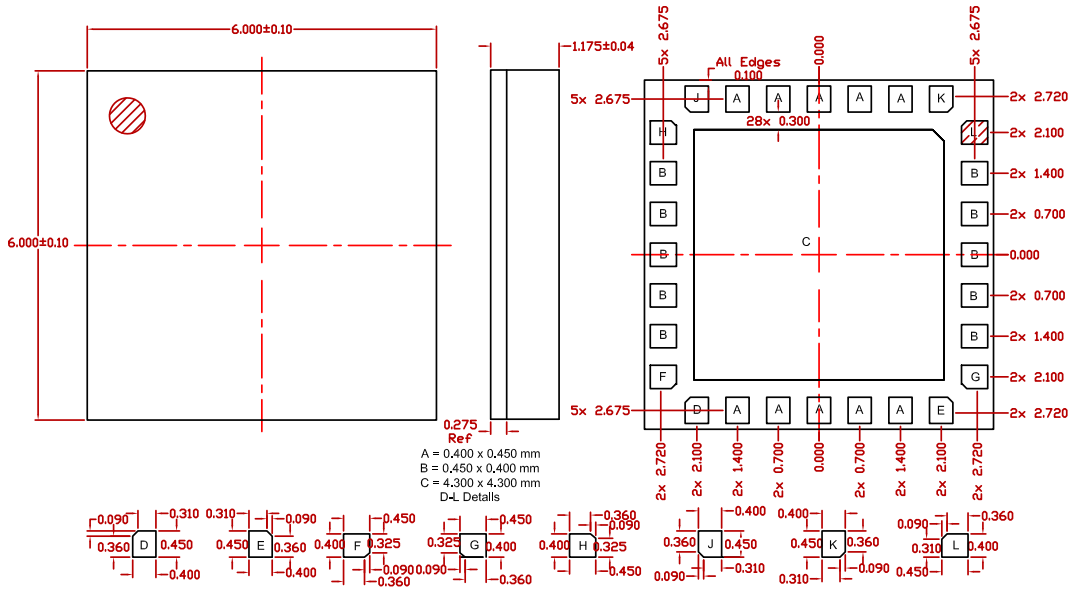 6.000±0.10
1.175±0.04
5x 2.675
0.000
5x 2.675
All Edges
0.100
5x 2.675
J A A A A A K
2x 2.720
28x 0.300
H
L
2x 2.100
B
B
2x 1.400
B
B
2x 0.700
6.000±0.10
C
B
B
0.000
B
B
2x 0.700
B
B
2x 1.400
F
G
2x 2.100
5x 2.675
D A A A A A E
2x 2.720
0.275
Ref
2x 2.720
2x 2.100
2x 1.400
2x 0.700
0.000
2x 0.700
2x 1.400
2x 2.100
2x 2.720
A = 0.400 x 0.450 mm
B = 0.450 x 0.400 mm
C = 4.300 x 4.300 mm
D-L Details
0.310
0.090
0.360
D
0.450
0.400
0.310
0.090
0.450
E
0.360
0.400
0.450
0.400
F
0.325
0.090
0.360
0.450
0.325
G
0.400
0.090
0.360
0.360
0.090
0.400
H
0.325
0.450
0.400
0.360
J
0.450
0.090
0.310
0.400
0.450
K
0.360
0.090
0.310
0.360
0.090
0.310
L
0.400
0.450